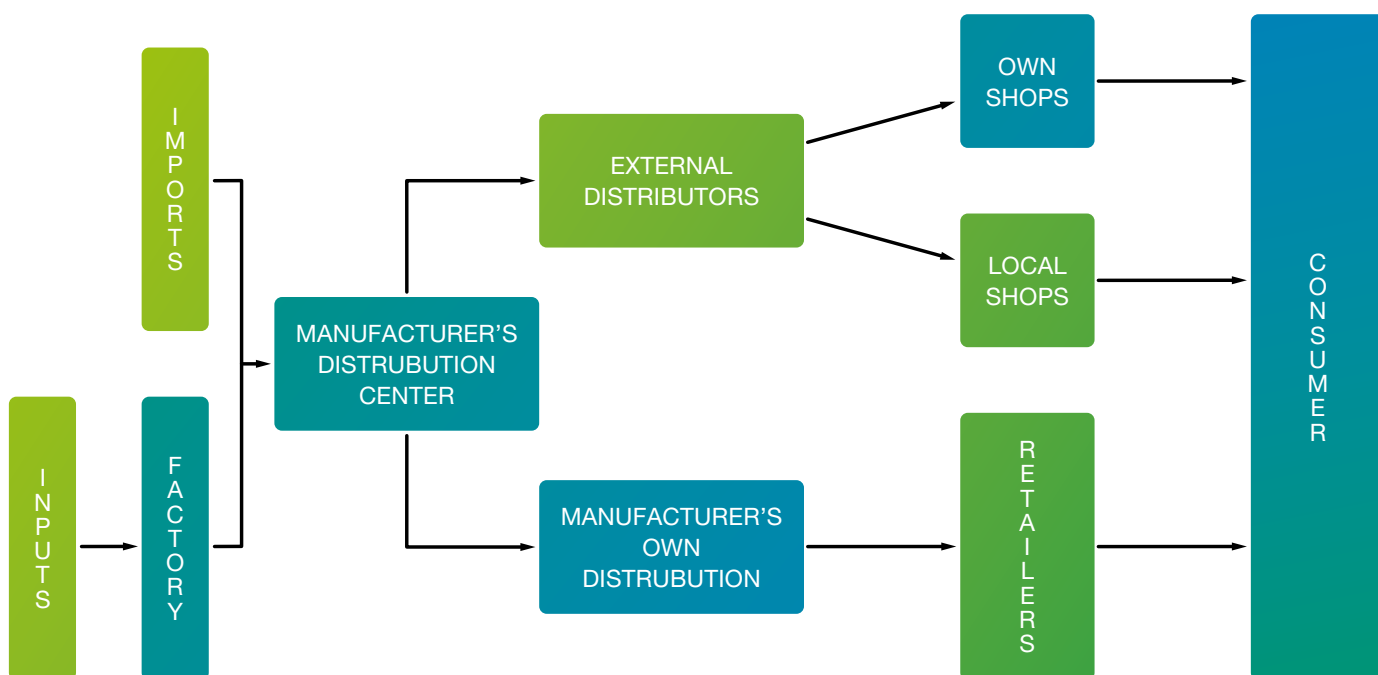 IMPORTS
INPUTS
FACTORY
MANUFACTURER’S
DISTRUBUTION
CENTER
EXTERNAL
DISTRIBUTORS
MANUFACTURER’S
OWN
DISTRUBUTION
OWN
SHOPS
LOCAL
SHOPS
RETAILERS
CONSUMER